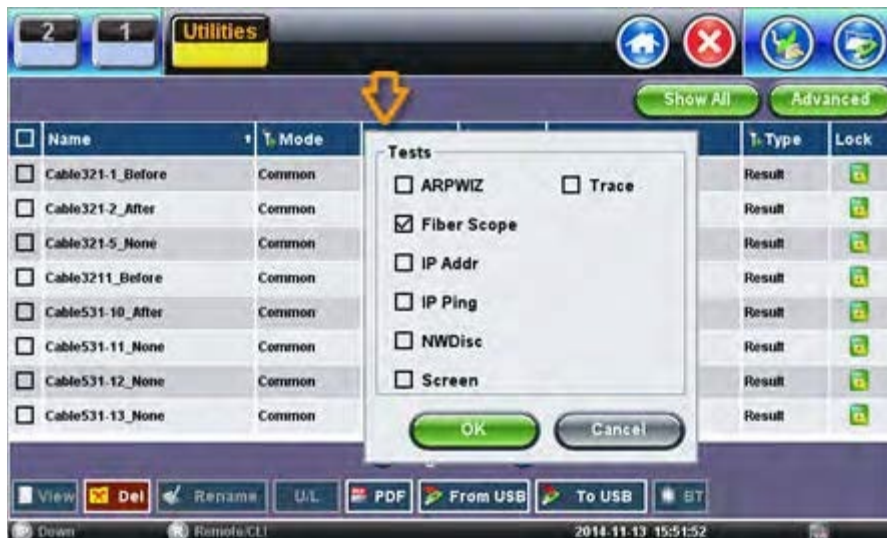 2 1 Utilities
Show All Advanced
Name Mode Type Lock
Cable321-1_Before Common Result
Cable321-2_After Common Result
Cable321-5_None Common Result
Cable3211_Before Common Result
Cable531-10_After Common Result
Cable531-11_None Common Result
Cable531-12_None Common Result
Cable531-13_None Common Result
Tests
ARPWIZ Trace
Fiber Scope
IP Addr
IP Ping
NWDisc
Screen
OK Cancel
View Del Rename U/L PDF From USB To USB BT
Down Remote/CLI 2014-11-13 15:51:52